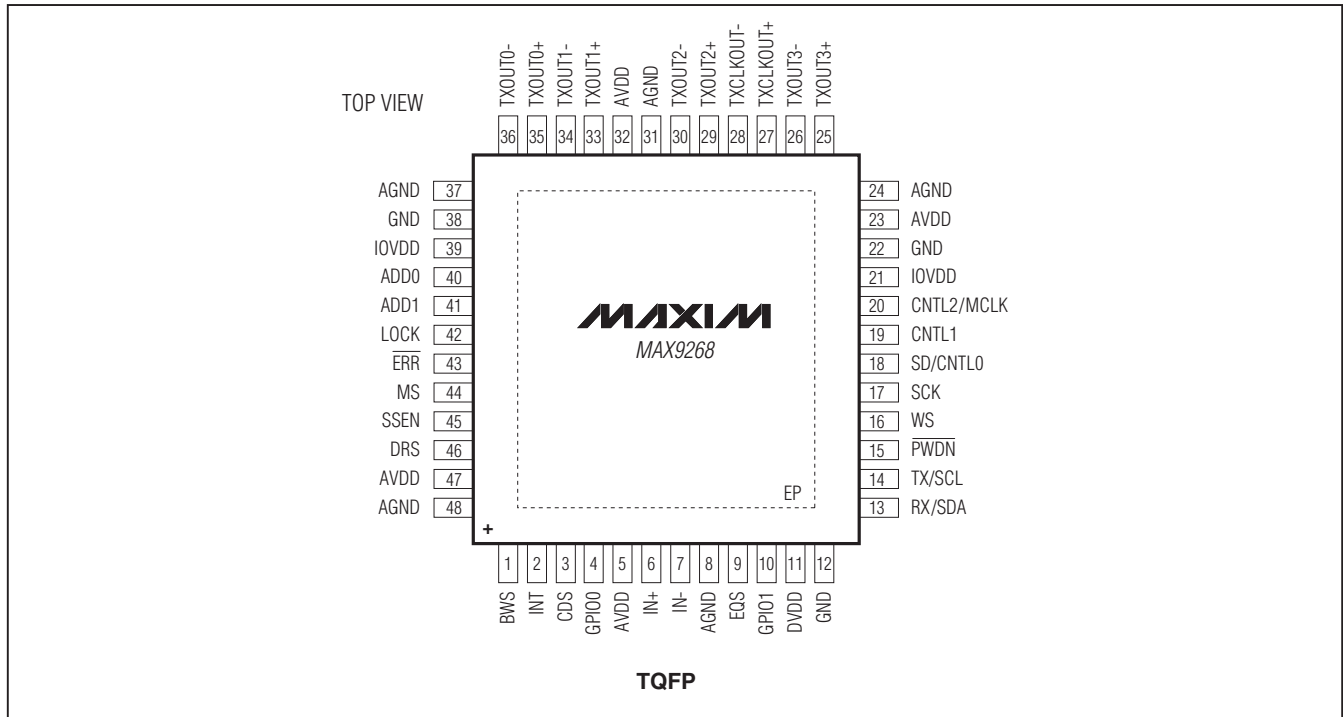 TOP VIEW
TXOUT0-
TXOUT0+
TXOUT1-
TXOUT1+
AVDD
AGND
TXOUT2-
TXOUT2+
TXCLKOUT-
TXCLKOUT+
TXOUT3-
TXOUT3+
36 35 34 33 32 31 30 29 28 27 26 25
AGND 37
GND 38
IOVDD 39
ADD0 40
ADD1 41
LOCK 42
ERR 43
MS 44
SSEN 45
DRS 46
AVDD 47
AGND 48
24 AGND
23 AVDD
22 GND
21 IOVDD
20 CNTL2/MCLK
19 CNTL1
18 SD/CNTL0
17 SCK
16 WS
15 PWDN
14 TX/SCL
13 RX/SDA
MAXIM
MAX9268
EP
+
1 2 3 4 5 6 7 8 9 10 11 12
BWS
INT
CDS
GPIO0
AVDD
IN+
IN-
AGND
EQS
GPIO1
DVDD
GND
TQFP